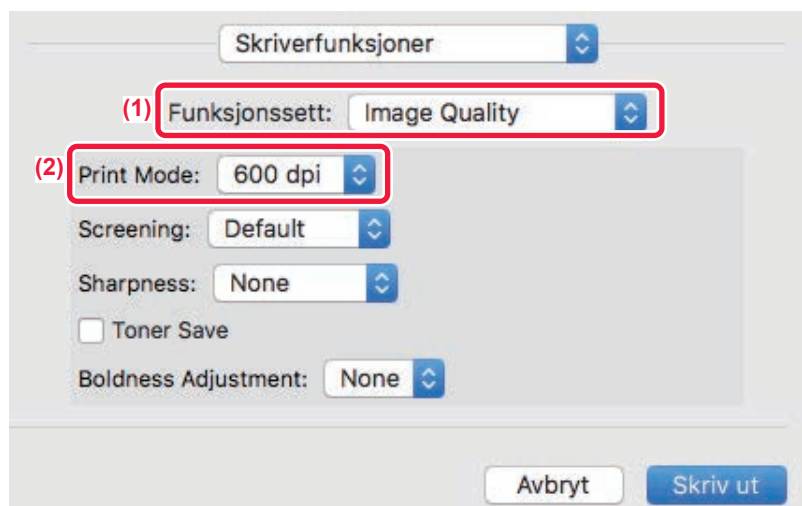 Skriverfunksjoner
(1) Funksjonssett: Image Quality
(2) Print Mode: 600 dpi
Screening: Default
Sharpness: None
Toner Save
Boldness Adjustment: None
Avbryt Skriv ut